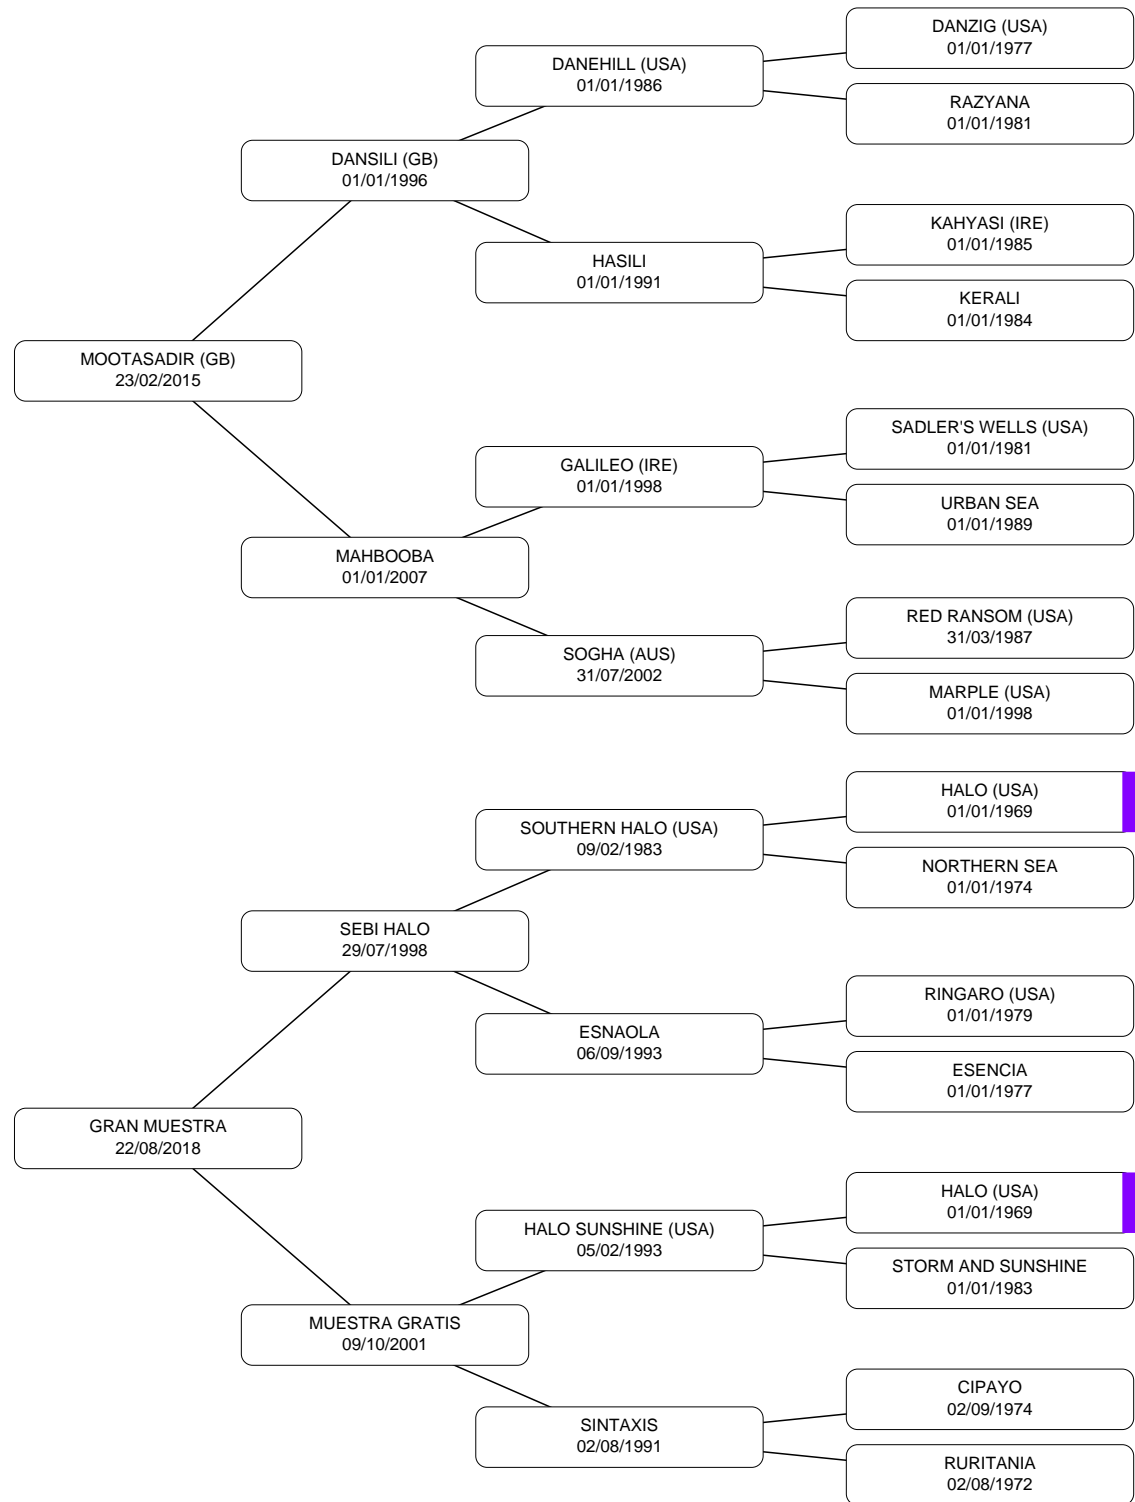 DANZIG (USA)
01/01/1977
DANEHILL (USA)
01/01/1986
RAZYANA
01/01/1981
DANSILI (GB)
01/01/1996
KAHYASI (IRE)
01/01/1985
HASILI
01/01/1991
KERALI
01/01/1984
MOOTASADIR (GB)
23/02/2015
SADLER'S WELLS (USA)
01/01/1981
GALILEO (IRE)
01/01/1998
URBAN SEA
01/01/1989
MAHBOOBA
01/01/2007
RED RANSOM (USA)
31/03/1987
SOGHA (AUS)
31/07/2002
MARPLE (USA)
01/01/1998
HALO (USA)
01/01/1969
SOUTHERN HALO (USA)
09/02/1983
NORTHERN SEA
01/01/1974
SEBI HALO
29/07/1998
RINGARO (USA)
01/01/1979
ESNAOLA
06/09/1993
ESENCIA
01/01/1977
GRAN MUESTRA
22/08/2018
HALO (USA)
01/01/1969
HALO SUNSHINE (USA)
05/02/1993
STORM AND SUNSHINE
01/01/1983
MUESTRA GRATIS
09/10/2001
CIPAYO
02/09/1974
SINTAXIS
02/08/1991
RURITANIA
02/08/1972